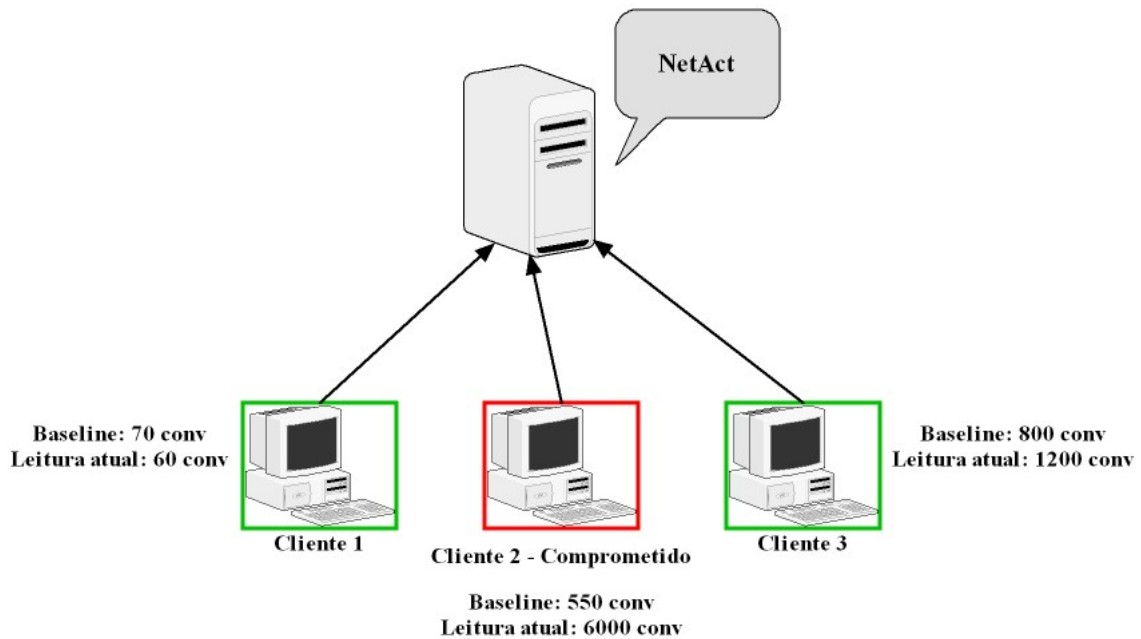 NetAct
Baseline: 70 conv
Leitura atual: 60 conv
Baseline: 800 conv
Leitura atual: 1200 conv
Cliente 1
Cliente 2 - Comprometido
Cliente 3
Baseline: 550 conv
Leitura atual: 6000 conv